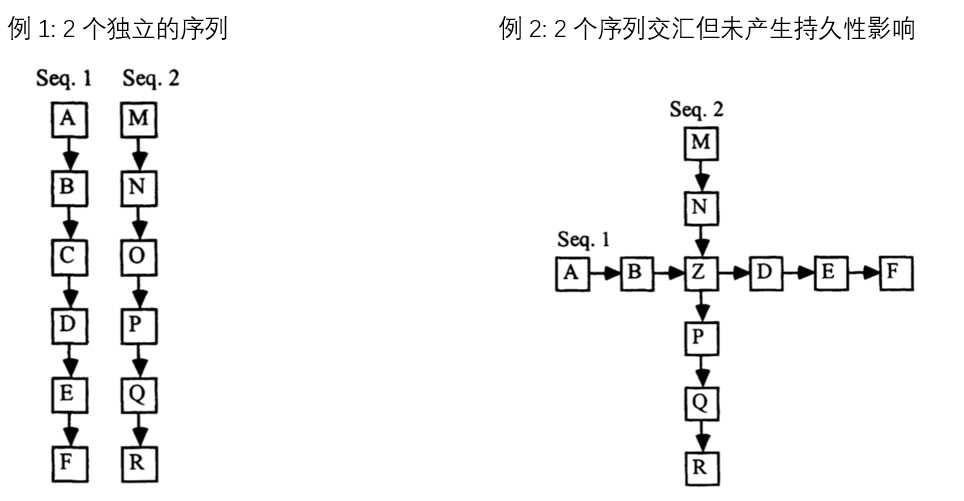 例 1: 2 个独立的序列
Seq. 1 Seq. 2
A M
B N
C O
D P
E Q
F R
例 2: 2 个序列交汇但未产生持久性影响
Seq. 2
M
N
Seq. 1
A B Z D E F
P
Q
R